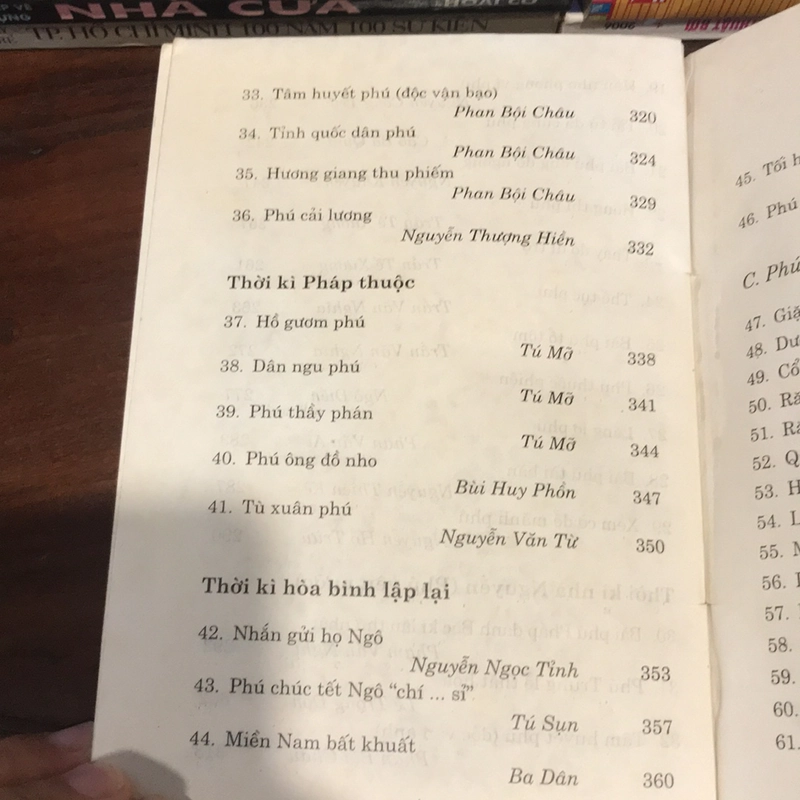 NHÀ CỬA
TP. HỒ CHÍ MINH 100 NĂM 100 SỰ KIỆN
33. Tâm huyết phú (độc vận bạo)
Phan Bội Châu 320
34. Tỉnh quốc dân phú
Phan Bội Châu 324
35. Hương giang thu phiếm
Phan Bội Châu 329
36. Phú cải lương
Nguyễn Thượng Hiền 332
Thời kì Pháp thuộc
37. Hồ gươm phú
Tú Mỡ 338
38. Dân ngu phú
Tú Mỡ 341
39. Phú thầy phán
Tú Mỡ 344
40. Phú ông đồ nho
Bùi Huy Phồn 347
41. Tù xuân phú
Nguyễn Văn Từ 350
Thời kì hòa bình lập lại
42. Nhắn gửi họ Ngô
Nguyễn Ngọc Tỉnh 353
43. Phú chúc tết Ngô “chí ... sĩ”
Tú Sụn 357
44. Miền Nam bất khuất
Ba Dân 360
45. Tối
46. Phú
C. Phú
47. Giặ
48. Dư
49. Cổ
50. Ră
51. Ră
52. Q
53. H
54. L
55.
56.
57.
58.
59.
60.
61.